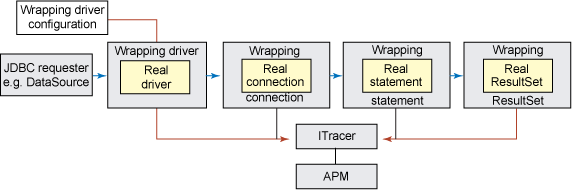 Wrapping driver
configuration
JDBC requester
e.g. DataSource
Wrapping driver
Real
driver
Wrapping
Real
connection
connection
Wrapping
Real
statement
statement
Wrapping
Real
ResultSet
ResultSet
ITracer
APM